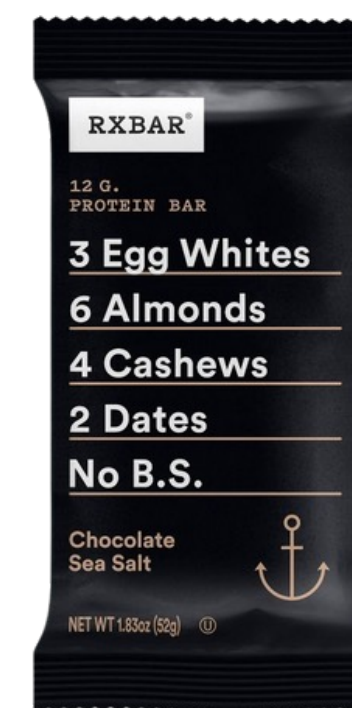 RXBAR®
12 G.
PROTEIN BAR
3 Egg Whites
6 Almonds
4 Cashews
2 Dates
No B.S.
Chocolate
Sea Salt
NET WT 1.83oz (52g) Ⓤ